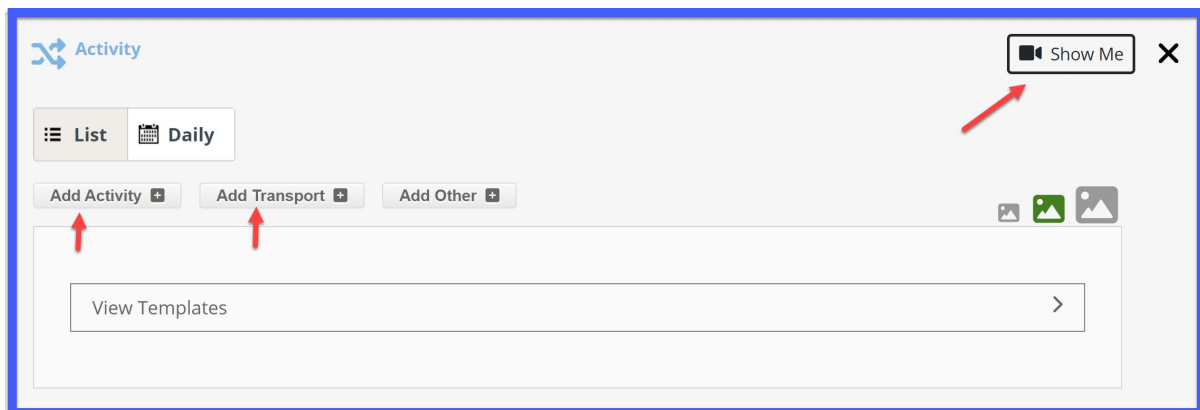 Activity
Show Me
List Daily
Add Activity Add Transport Add Other
View Templates